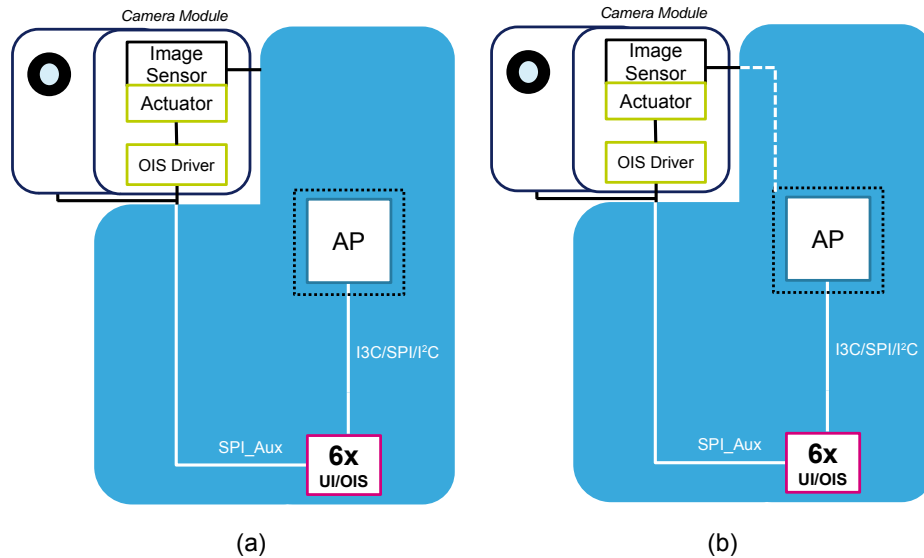 Camera Module
Image
Sensor
Actuator
OIS Driver
AP
I3C/SPI/I²C
SPI_Aux
6x
UI/OIS
(a)
Camera Module
Image
Sensor
Actuator
OIS Driver
AP
I3C/SPI/I²C
SPI_Aux
6x
UI/OIS
(b)